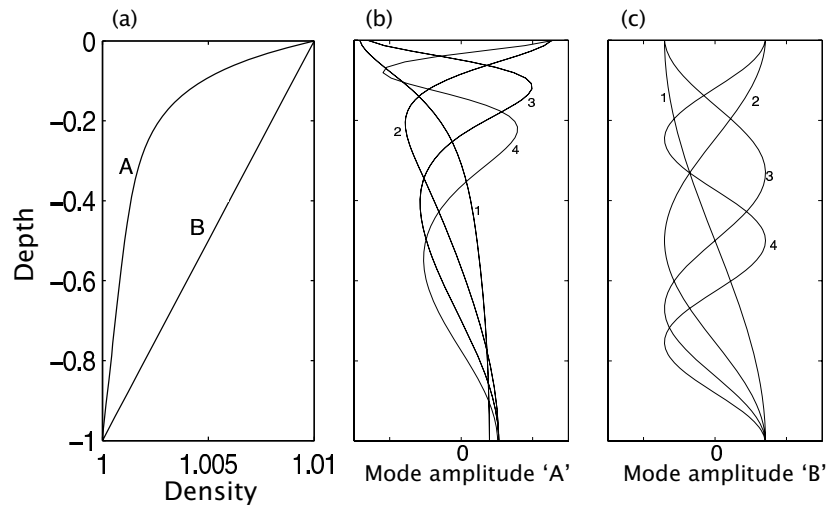 (a)
(b)
(c)
0
-0.2
-0.4
-0.6
-0.8
-1
Depth
A
B
1
1.005
1.01
Density
1
2
3
4
0
Mode amplitude ‘A’
1
2
3
4
0
Mode amplitude ‘B’